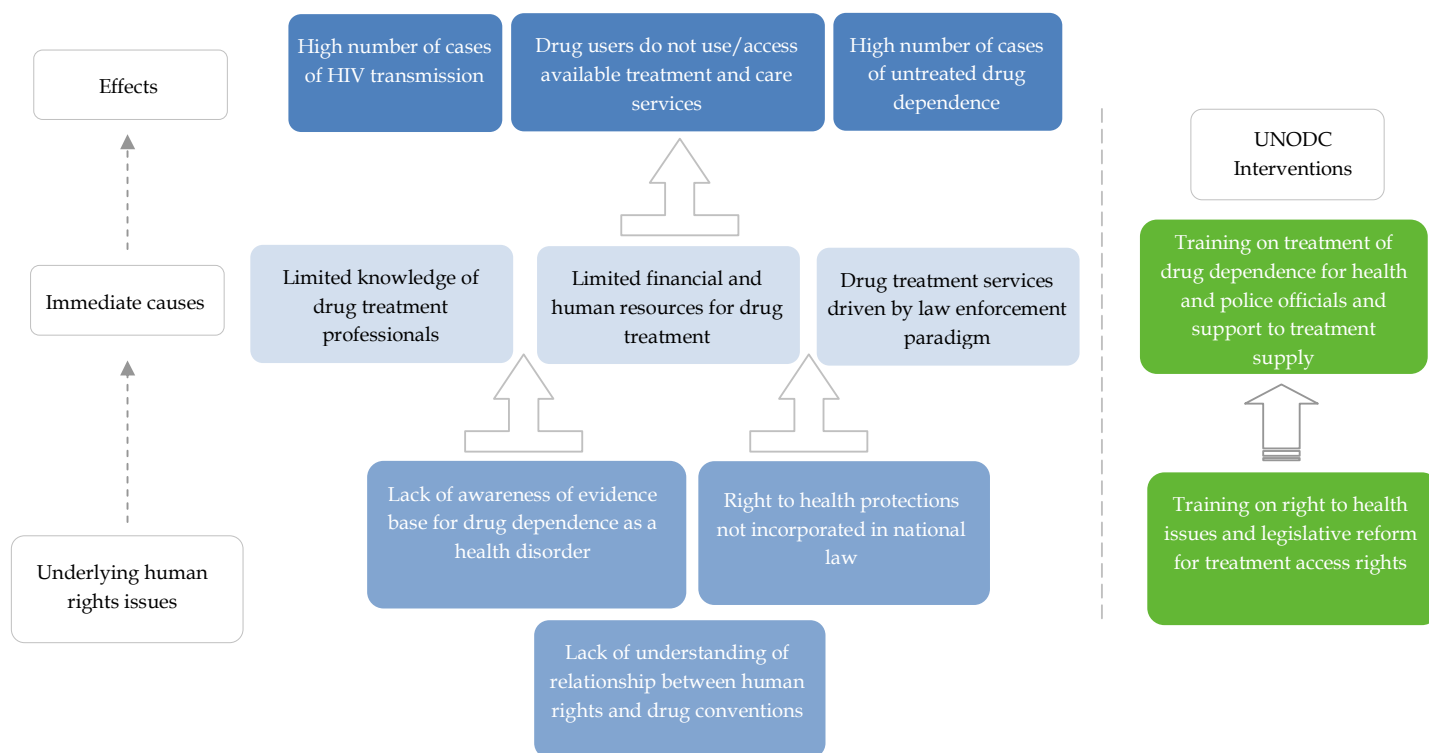 Effects
High number of cases
of HIV transmission
Drug users do not use/access
available treatment and care
services
High number of cases
of untreated drug
dependence
UNODC
Interventions
Immediate causes
Limited knowledge of
drug treatment
professionals
Limited financial and
human resources for drug
treatment
Drug treatment services
driven by law enforcement
paradigm
Training on treatment of
drug dependence for health
and police officials and
support to treatment
supply
Underlying human
rights issues
Lack of awareness of evidence
base for drug dependence as a
health disorder
Right to health protections
not incorporated in national
law
Training on right to health
issues and legislative reform
for treatment access rights
Lack of understanding of
relationship between human
rights and drug conventions